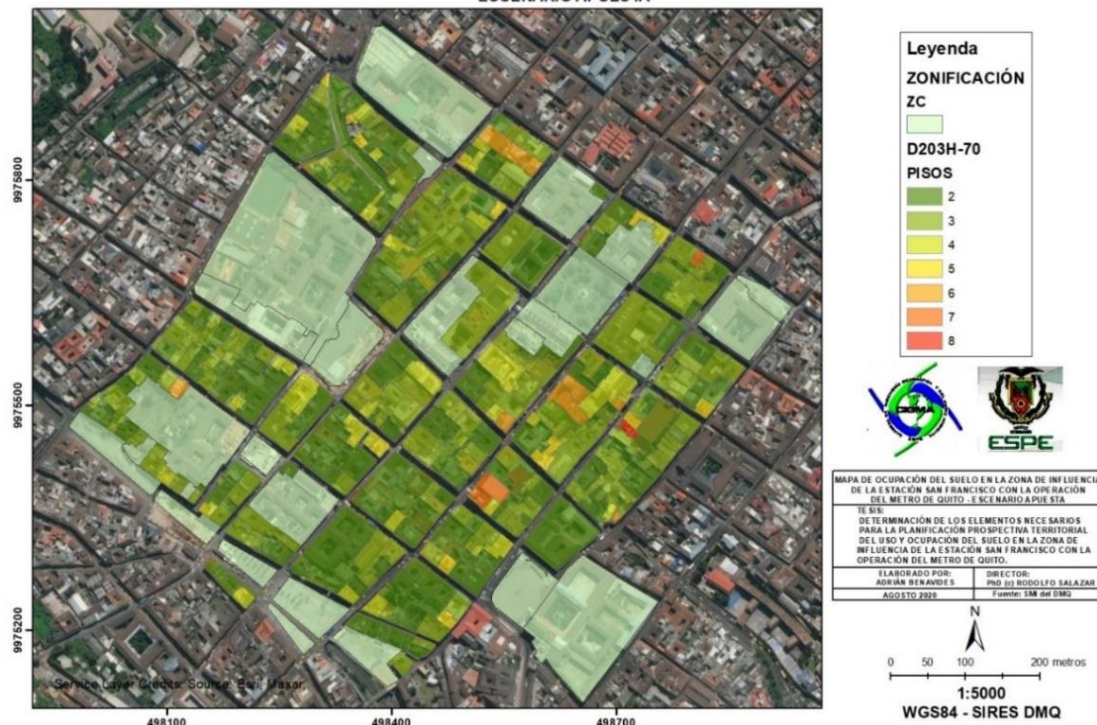 ESCENARIO APUESTA
9975800
9975500
9975200
498100
498400
498700
Service Layer Credits: Source: Esri, Maxar,
Leyenda
ZONIFICACIÓN
ZC
D203H-70
PISOS
2
3
4
5
6
7
8
ESPE
MAPA DE OCUPACIÓN DEL SUELO EN LA ZONA DE INFLUENCIA
DE LA ESTACIÓN SAN FRANCISCO CON LA OPERACIÓN
DEL METRO DE QUITO - ESCENARIO APUESTA
TESIS:
DETERMINACIÓN DE LOS ELEMENTOS NECESARIOS
PARA LA PLANIFICACIÓN PROSPECTIVA TERRITORIAL
DEL USO Y OCUPACIÓN DEL SUELO EN LA ZONA DE
INFLUENCIA DE LA ESTACIÓN SAN FRANCISCO CON LA
OPERACIÓN DEL METRO DE QUITO.
ELABORADO POR:
ADRIÁN BENAVIDES
DIRECTOR:
PhD (c) RODOLFO SALAZAR
AGOSTO 2020
Fuente: SMI del DMQ
N
0 50 100 200 metros
1:5000
WGS84 - SIRES DMQ